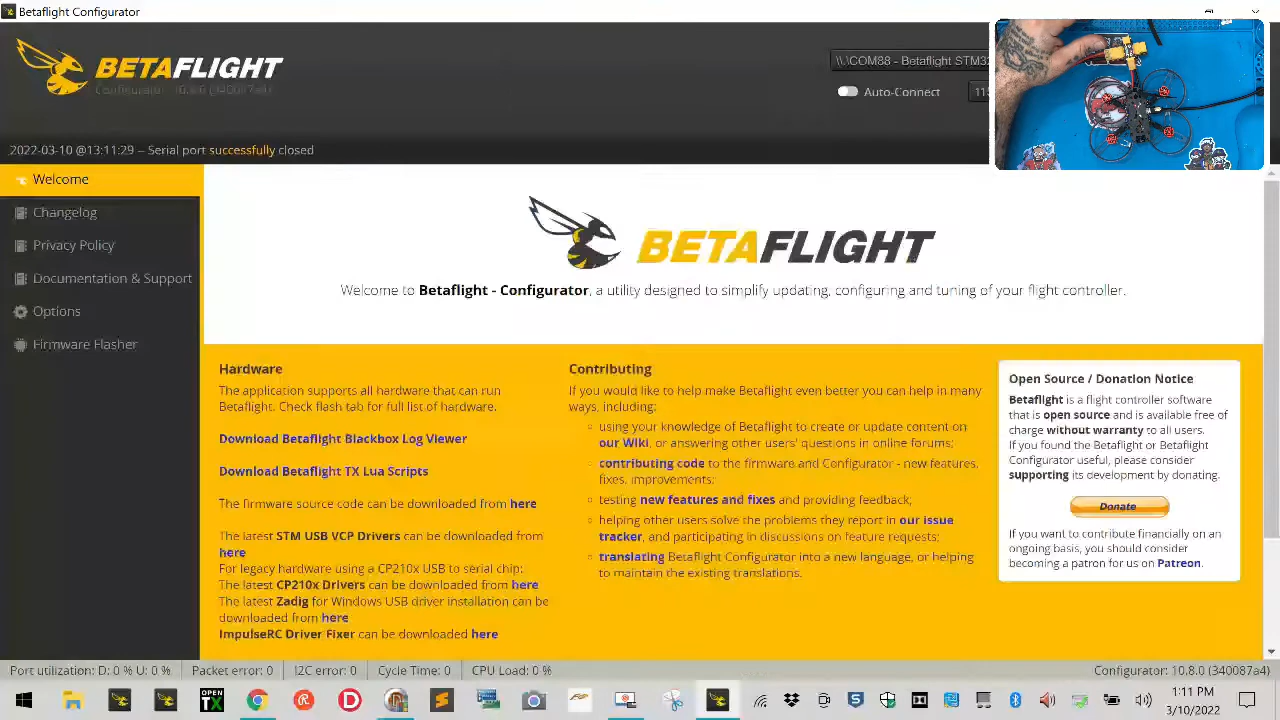 Betaflight Configurator
BETAFLIGHT
Configurator 10.8.0 (340087a4)
\\.\COM88 - Betaflight STM32
Auto-Connect
115
2022-03-10 @13:11:29 -- Serial port successfully closed
Welcome
Changelog
Privacy Policy
Documentation & Support
Options
Firmware Flasher
BETAFLIGHT
Welcome to Betaflight - Configurator, a utility designed to simplify updating, configuring and tuning of your flight controller.
Hardware
The application supports all hardware that can run
Betaflight. Check flash tab for full list of hardware.
Download Betaflight Blackbox Log Viewer
Download Betaflight TX Lua Scripts
The firmware source code can be downloaded from here
The latest STM USB VCP Drivers can be downloaded from
here
For legacy hardware using a CP210x USB to serial chip:
The latest CP210x Drivers can be downloaded from here
The latest Zadig for Windows USB driver installation can be
downloaded from here
ImpulseRC Driver Fixer can be downloaded here
Contributing
If you would like to help make Betaflight even better you can help in many
ways, including:
using your knowledge of Betaflight to create or update content on
our Wiki, or answering other users' questions in online forums;
contributing code to the firmware and Configurator - new features,
fixes, improvements;
testing new features and fixes and providing feedback;
helping other users solve the problems they report in our issue
tracker, and participating in discussions on feature requests;
translating Betaflight Configurator into a new language, or helping
to maintain the existing translations.
Open Source / Donation Notice
Betaflight is a flight controller software
that is open source and is available free of
charge without warranty to all users.
If you found the Betaflight or Betaflight
Configurator useful, please consider
supporting its development by donating.
Donate
If you want to contribute financially on an
ongoing basis, you should consider
becoming a patron for us on Patreon.
Port utilization: D: 0 % U: 0 %
Packet error: 0
I2C error: 0
Cycle Time: 0
CPU Load: 0 %
Configurator: 10.8.0 (340087a4)
OPEN
TX
1:11 PM
3/10/2022